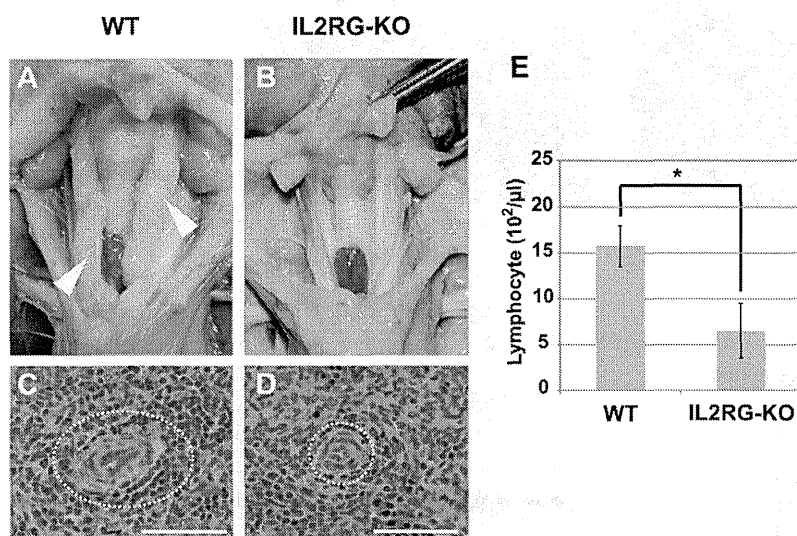 WT
IL2RG-KO
A
B
C
D
E
Lymphocyte (10²/μl)
25
20
15
10
5
0
*
WT
IL2RG-KO